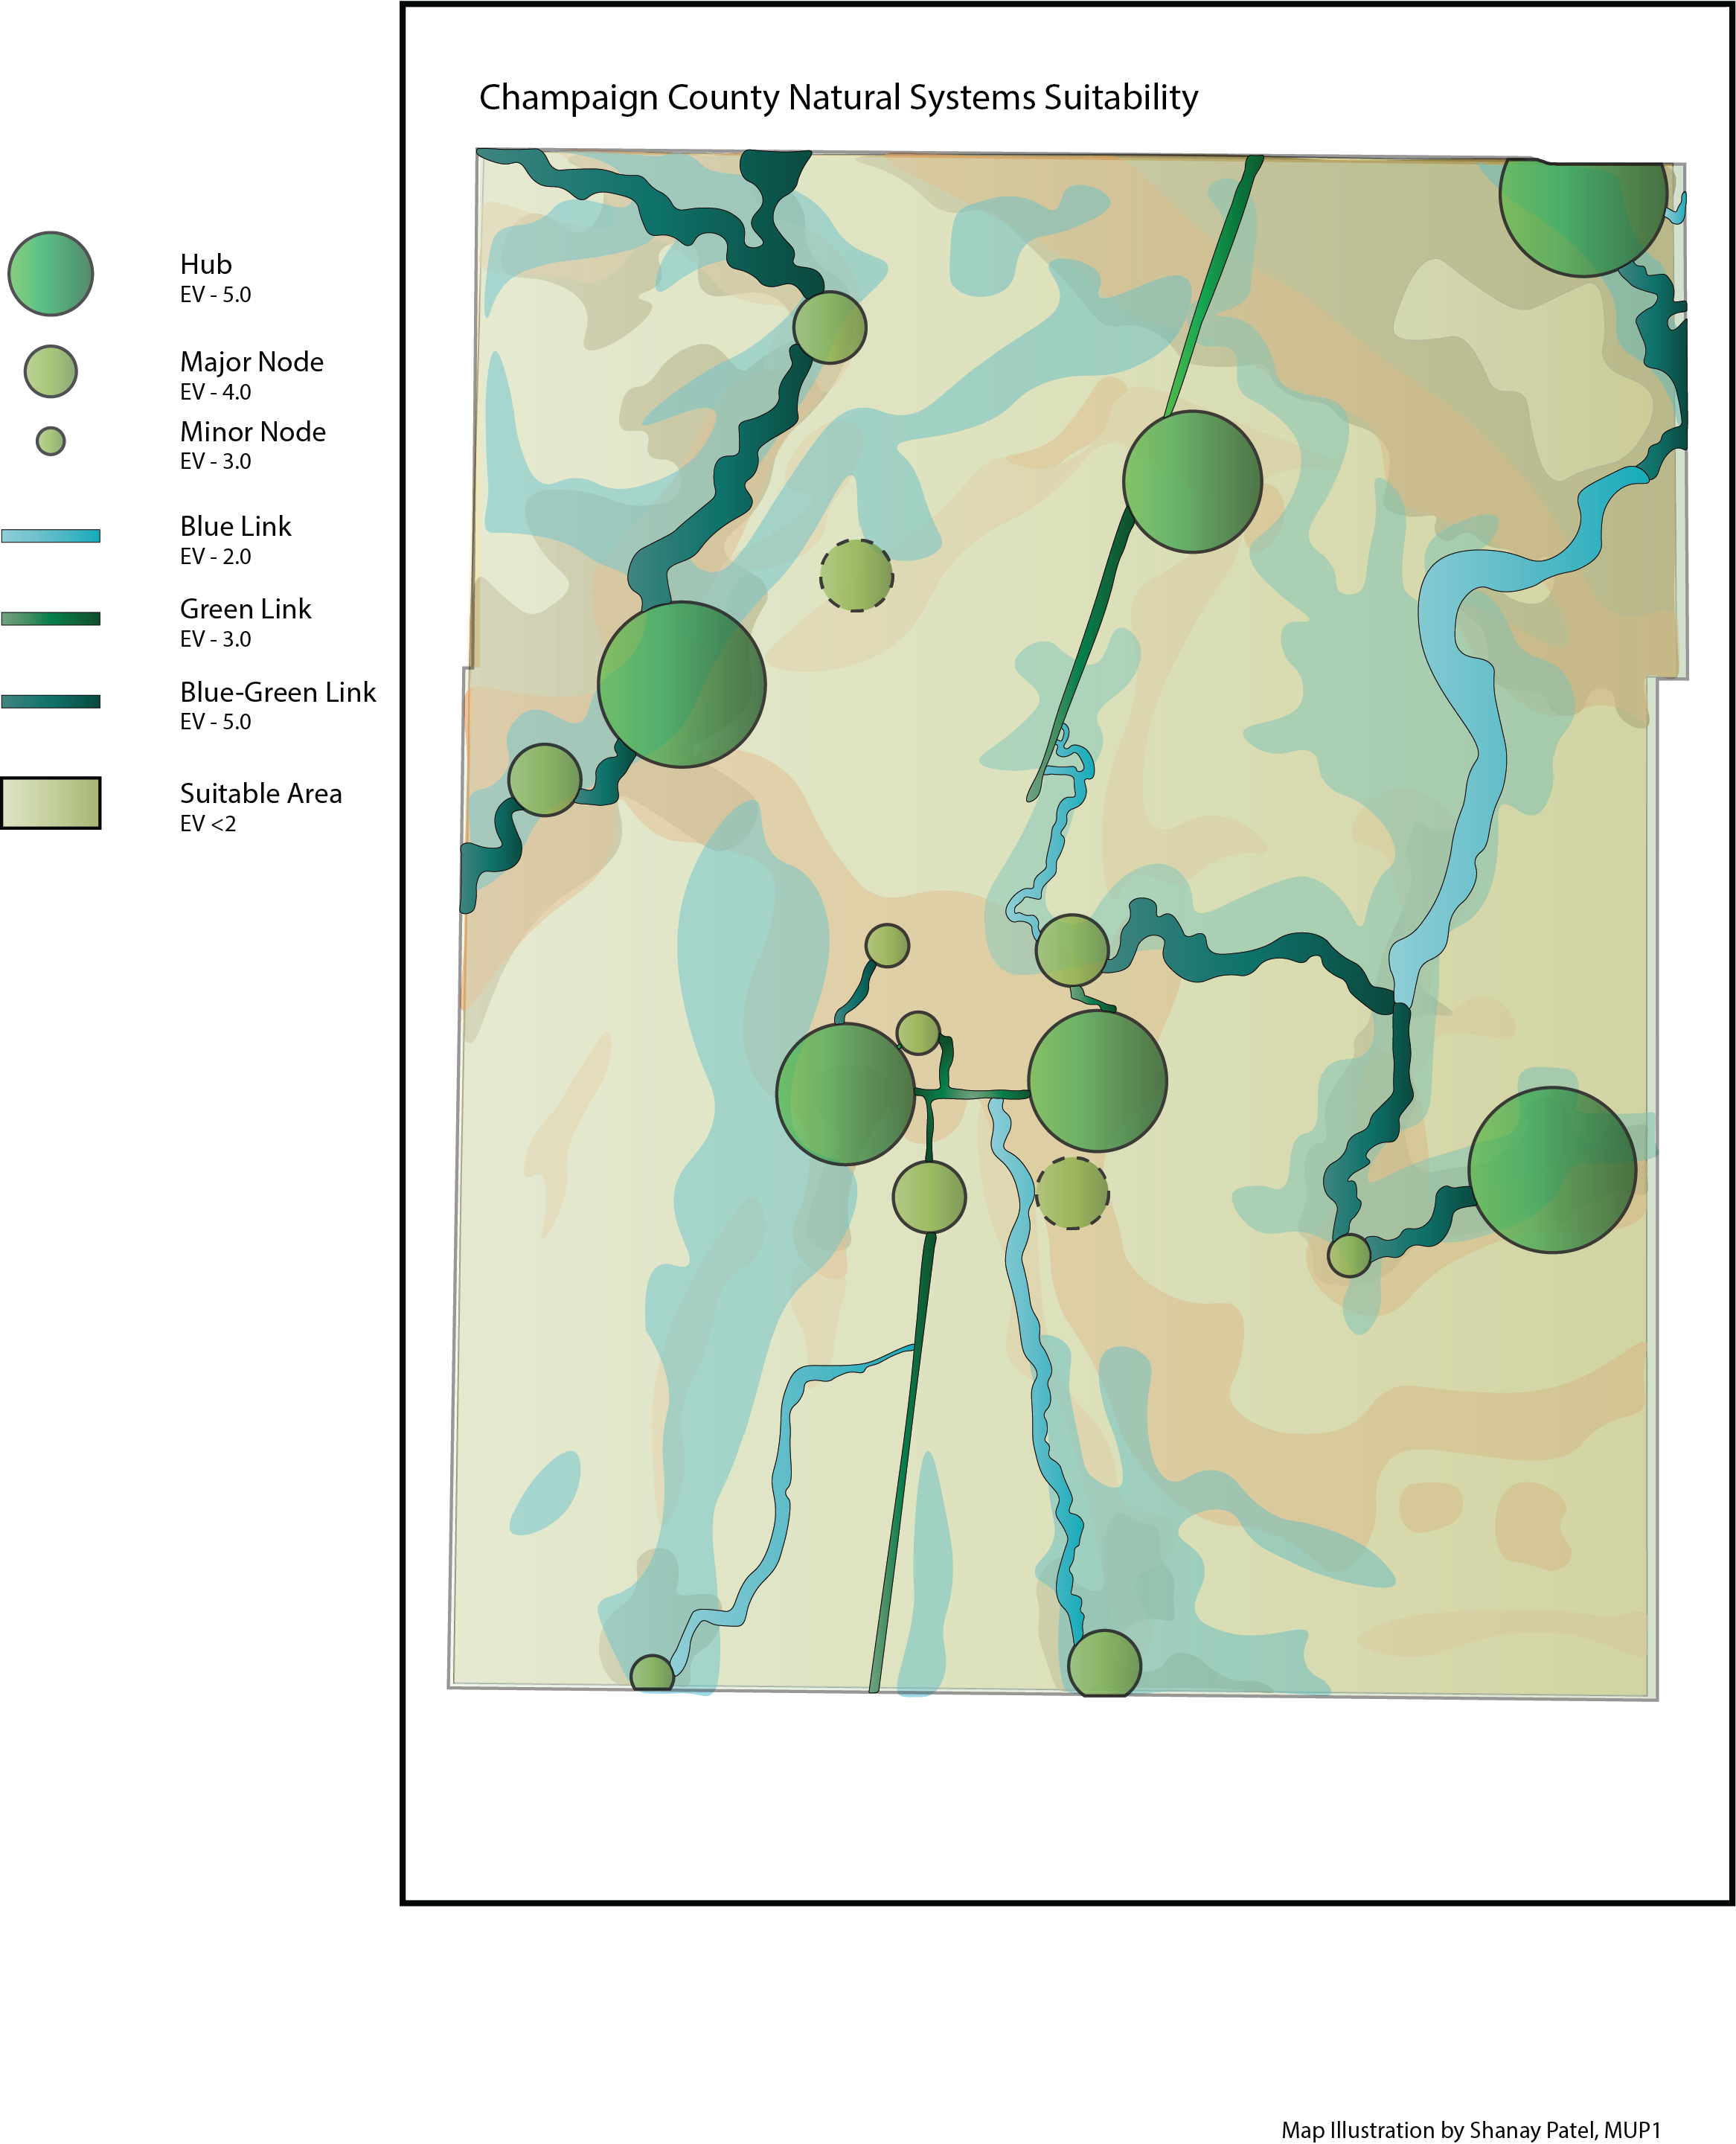 Champaign County Natural Systems Suitability
Hub
EV - 5.0
Major Node
EV - 4.0
Minor Node
EV - 3.0
Blue Link
EV - 2.0
Green Link
EV - 3.0
Blue-Green Link
EV - 5.0
Suitable Area
EV <2
Map Illustration by Shanay Patel, MUP1